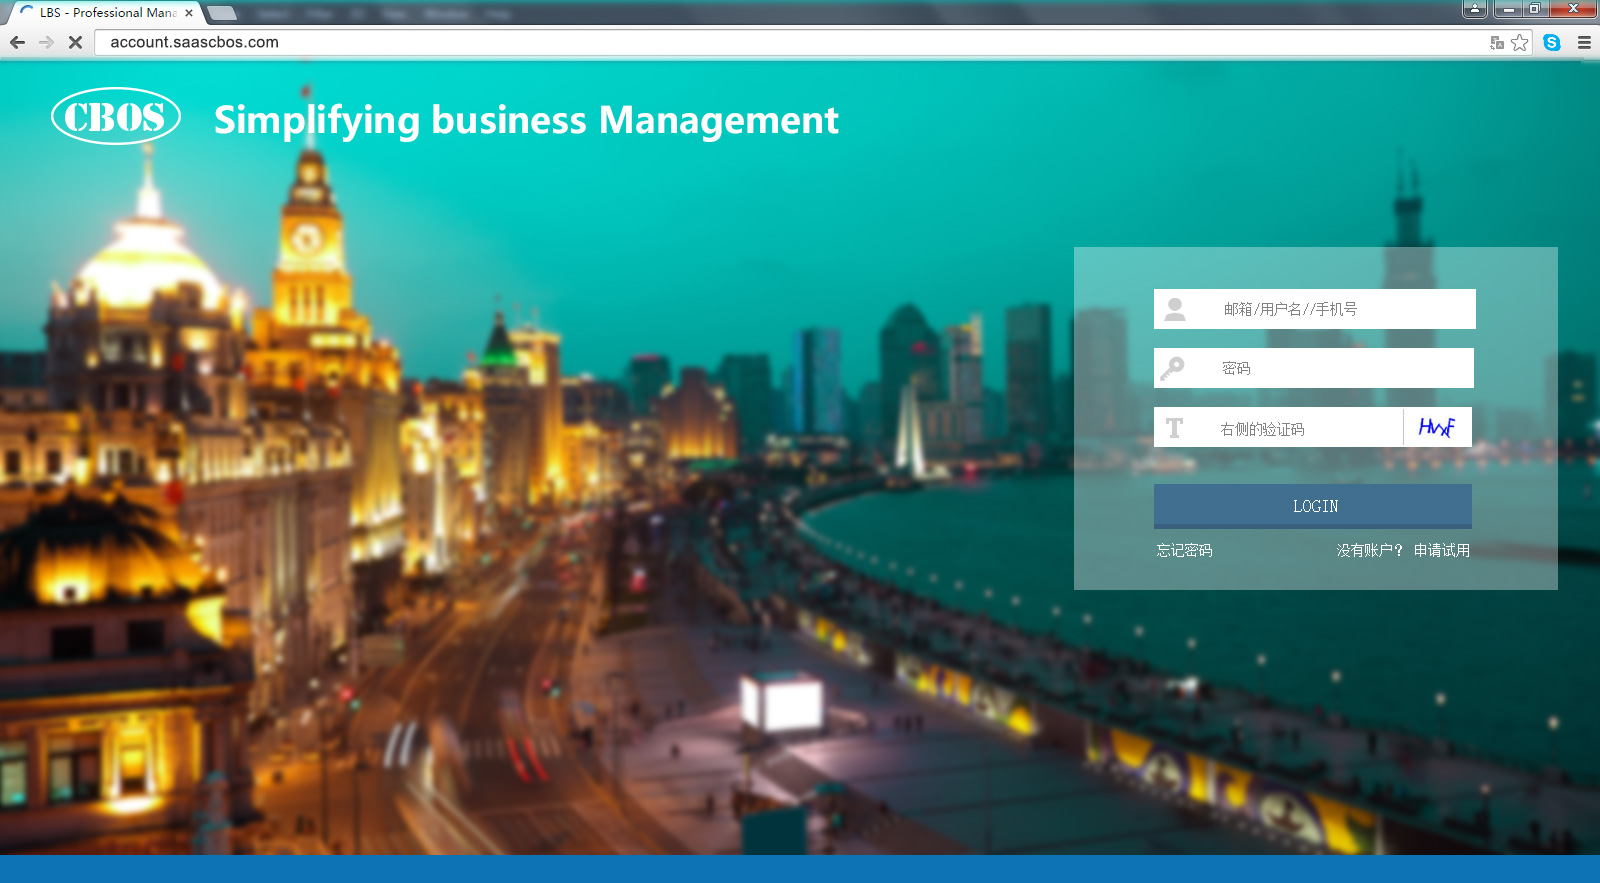 LBS - Professional Mana
account.saascbos.com
CBOS
Simplifying business Management
邮箱/用户名//手机号
密码
右侧的验证码
HWxF
LOGIN
忘记密码
没有账户? 申请试用